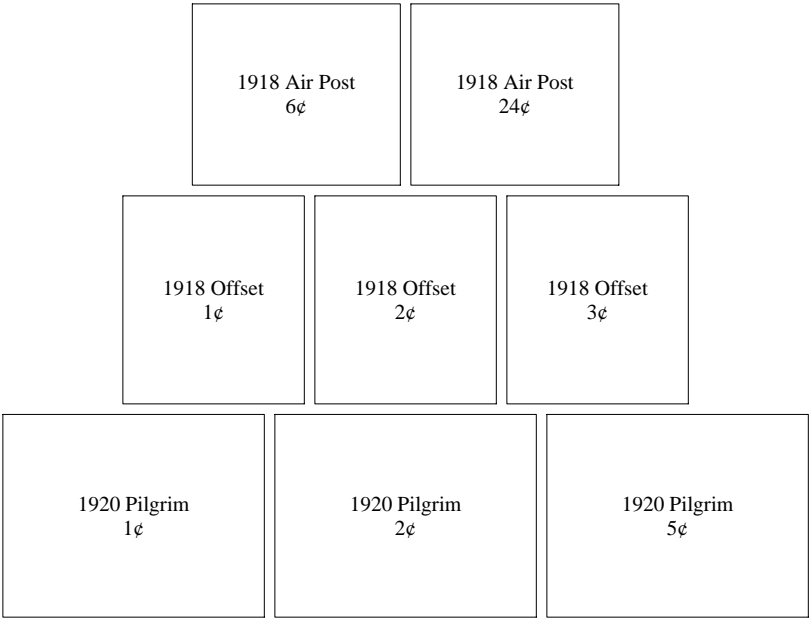 1918 Air Post
6¢
1918 Air Post
24¢
1918 Offset
1¢
1918 Offset
2¢
1918 Offset
3¢
1920 Pilgrim
1¢
1920 Pilgrim
2¢
1920 Pilgrim
5¢